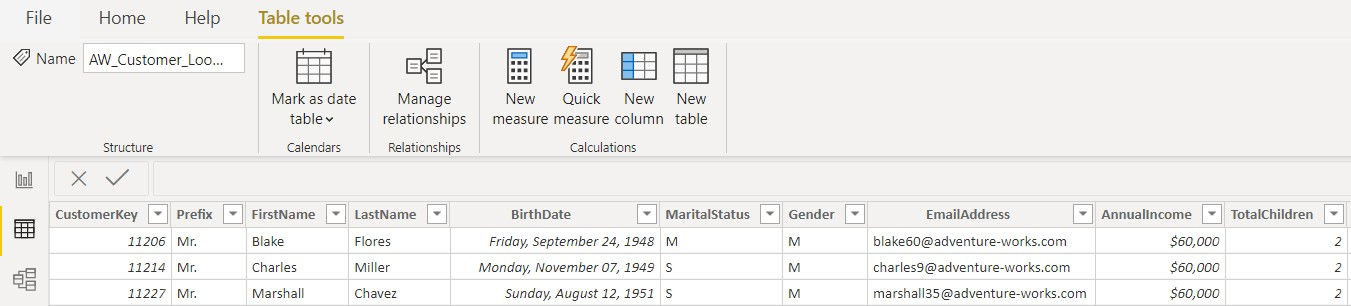 File Home Help Table tools
Name AW_Customer_Loo...
Mark as date table
Manage relationships
New measure
Quick measure
New column
New table
Structure Calendars Relationships Calculations
CustomerKey Prefix FirstName LastName BirthDate MaritalStatus Gender EmailAddress AnnualIncome TotalChildren
11206 Mr. Blake Flores Friday, September 24, 1948 M M blake60@adventure-works.com $60,000 2
11214 Mr. Charles Miller Monday, November 07, 1949 S M charles9@adventure-works.com $60,000 2
11227 Mr. Marshall Chavez Sunday, August 12, 1951 S M marshall35@adventure-works.com $60,000 2